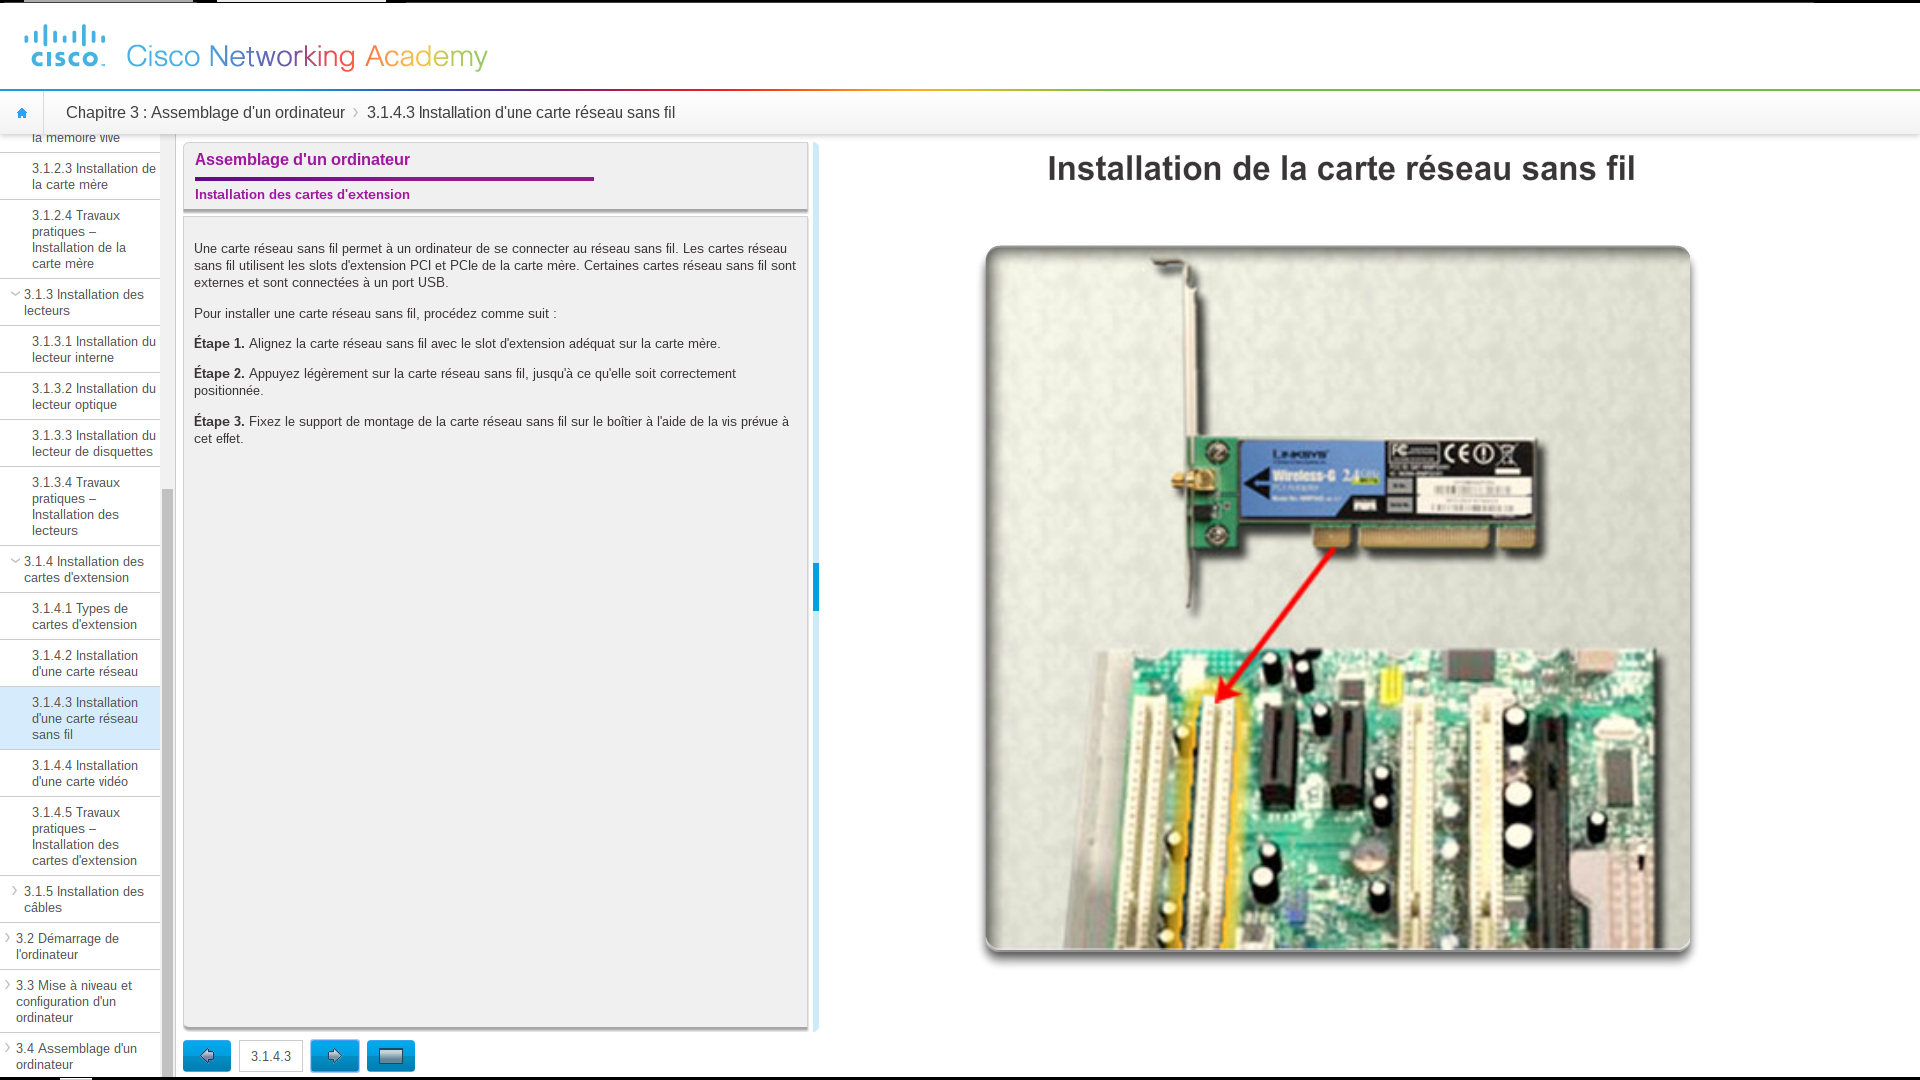 CISCO
Cisco Networking Academy
Chapitre 3 : Assemblage d'un ordinateur
3.1.4.3 Installation d'une carte réseau sans fil
la mémoire vive
3.1.2.3 Installation de
la carte mère
3.1.2.4 Travaux
pratiques –
Installation de la
carte mère
3.1.3 Installation des
lecteurs
3.1.3.1 Installation du
lecteur interne
3.1.3.2 Installation du
lecteur optique
3.1.3.3 Installation du
lecteur de disquettes
3.1.3.4 Travaux
pratiques –
Installation des
lecteurs
3.1.4 Installation des
cartes d'extension
3.1.4.1 Types de
cartes d'extension
3.1.4.2 Installation
d'une carte réseau
3.1.4.3 Installation
d'une carte réseau
sans fil
3.1.4.4 Installation
d'une carte vidéo
3.1.4.5 Travaux
pratiques –
Installation des
cartes d'extension
3.1.5 Installation des
câbles
3.2 Démarrage de
l'ordinateur
3.3 Mise à niveau et
configuration d'un
ordinateur
3.4 Assemblage d'un
ordinateur
Assemblage d'un ordinateur
Installation des cartes d'extension
Une carte réseau sans fil permet à un ordinateur de se connecter au réseau sans fil. Les cartes réseau
sans fil utilisent les slots d'extension PCI et PCIe de la carte mère. Certaines cartes réseau sans fil sont
externes et sont connectées à un port USB.
Pour installer une carte réseau sans fil, procédez comme suit :
Étape 1. Alignez la carte réseau sans fil avec le slot d'extension adéquat sur la carte mère.
Étape 2. Appuyez légèrement sur la carte réseau sans fil, jusqu'à ce qu'elle soit correctement
positionnée.
Étape 3. Fixez le support de montage de la carte réseau sans fil sur le boîtier à l'aide de la vis prévue à
cet effet.
3.1.4.3
Installation de la carte réseau sans fil
LINKSYS
Wireless-G 2.4GHz
PCI Adapter
FC CE